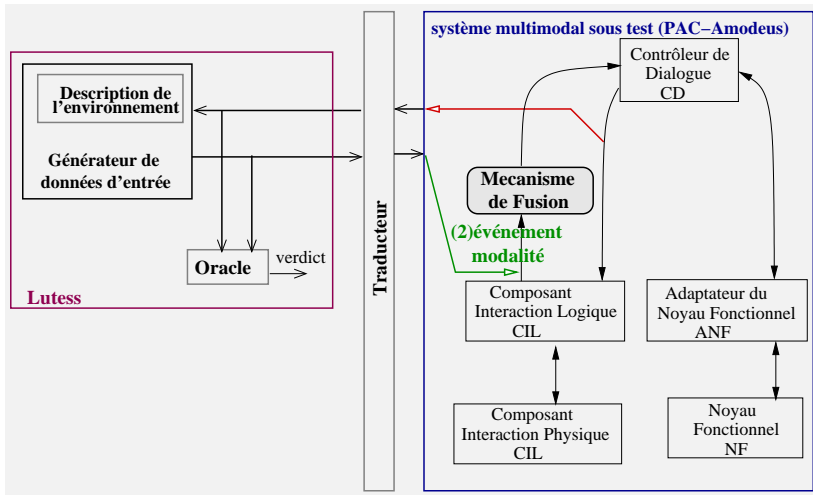 système multimodal sous test (PAC–Amodeus)
Description de
l'environnement
Générateur de
données d'entrée
Oracle
verdict
Lutess
Traducteur
Contrôleur de
Dialogue
CD
Mecanisme
de Fusion
(2)événement
modalité
Composant
Interaction Logique
CIL
Adaptateur du
Noyau Fonctionnel
ANF
Composant
Interaction Physique
CIL
Noyau
Fonctionnel
NF